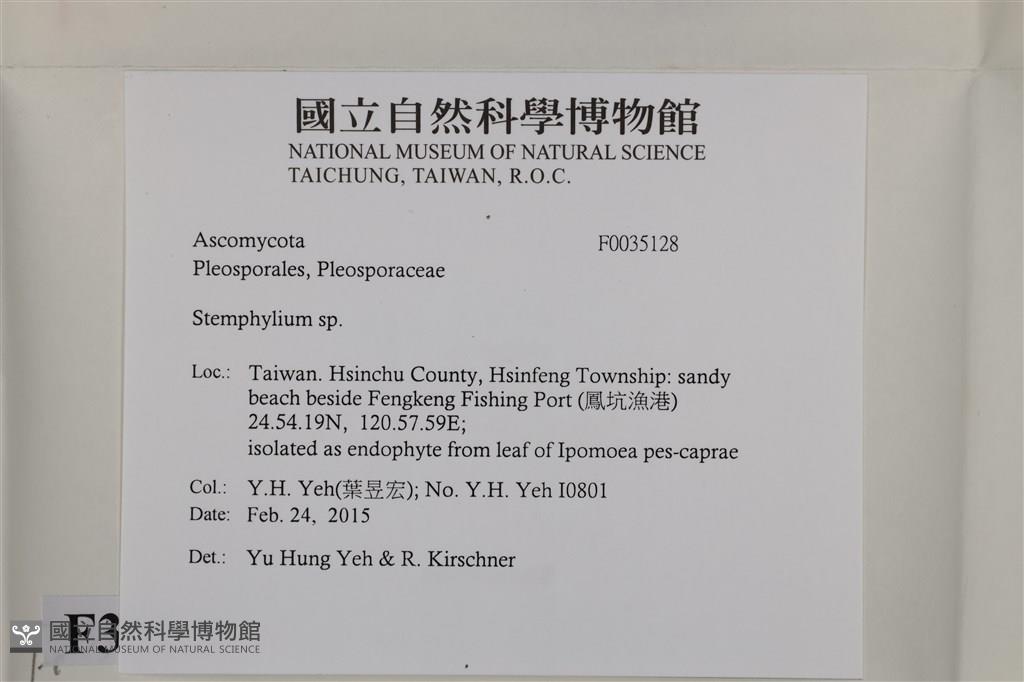 國立自然科學博物館
NATIONAL MUSEUM OF NATURAL SCIENCE
TAICHUNG, TAIWAN, R.O.C.
Ascomycota F0035128
Pleosporales, Pleosporaceae
Stemphylium sp.
Loc.: Taiwan. Hsinchu County, Hsinfeng Township: sandy
beach beside Fengkeng Fishing Port (鳳坑漁港)
24.54.19N, 120.57.59E;
isolated as endophyte from leaf of Ipomoea pes-caprae
Col.: Y.H. Yeh(葉昱宏); No. Y.H. Yeh I0801
Date: Feb. 24, 2015
Det.: Yu Hung Yeh & R. Kirschner
F3
國立自然科學博物館
NATIONAL MUSEUM OF NATURAL SCIENCE